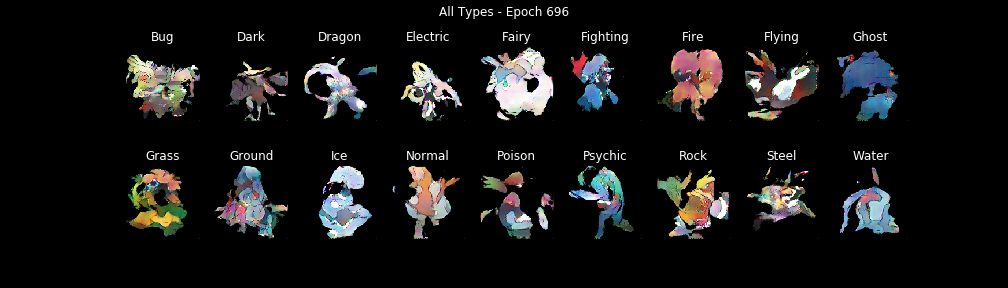 All Types - Epoch 696
Bug Dark Dragon Electric Fairy Fighting Fire Flying Ghost
Grass Ground Ice Normal Poison Psychic Rock Steel Water